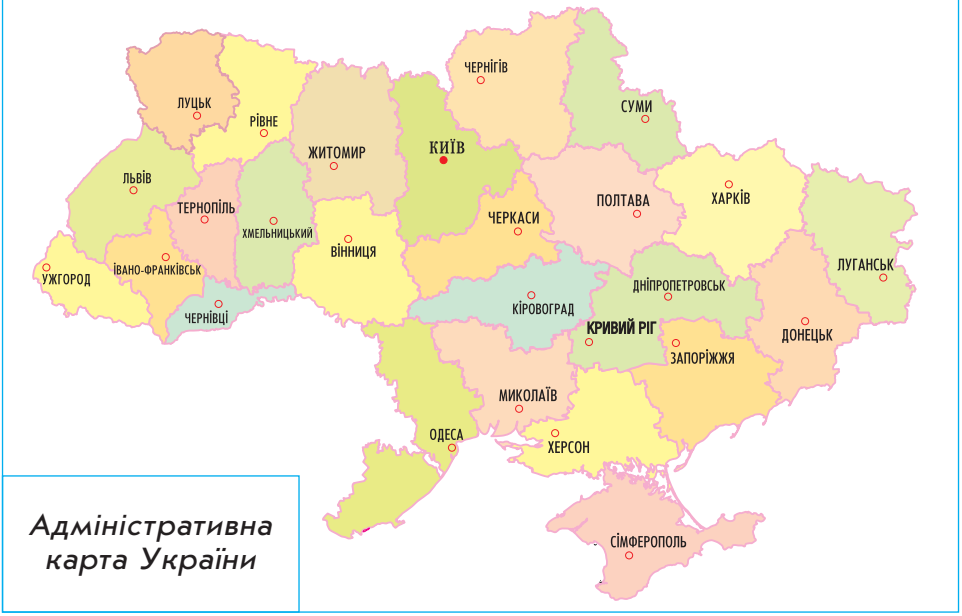 ЧЕРНІГІВ
ЛУЦЬК
СУМИ
РІВНЕ
КИЇВ
ЖИТОМИР
ЛЬВІВ
ХАРКІВ
ПОЛТАВА
ТЕРНОПІЛЬ
ЧЕРКАСИ
ХМЕЛЬНИЦЬКИЙ
ВІННИЦЯ
ЛУГАНСЬК
ІВАНО-ФРАНКІВСЬК
УЖГОРОД
ДНІПРОПЕТРОВСЬК
КІРОВОГРАД
ЧЕРНІВЦІ
КРИВИЙ РІГ
ДОНЕЦЬК
ЗАПОРІЖЖЯ
МИКОЛАЇВ
ОДЕСА
ХЕРСОН
СІМФЕРОПОЛЬ
Адміністративна
карта України